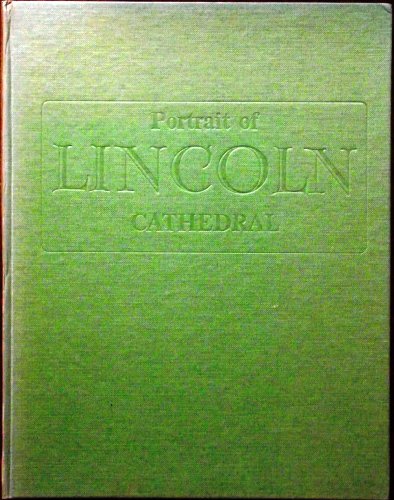 Portrait of
LINCOLN
CATHEDRAL